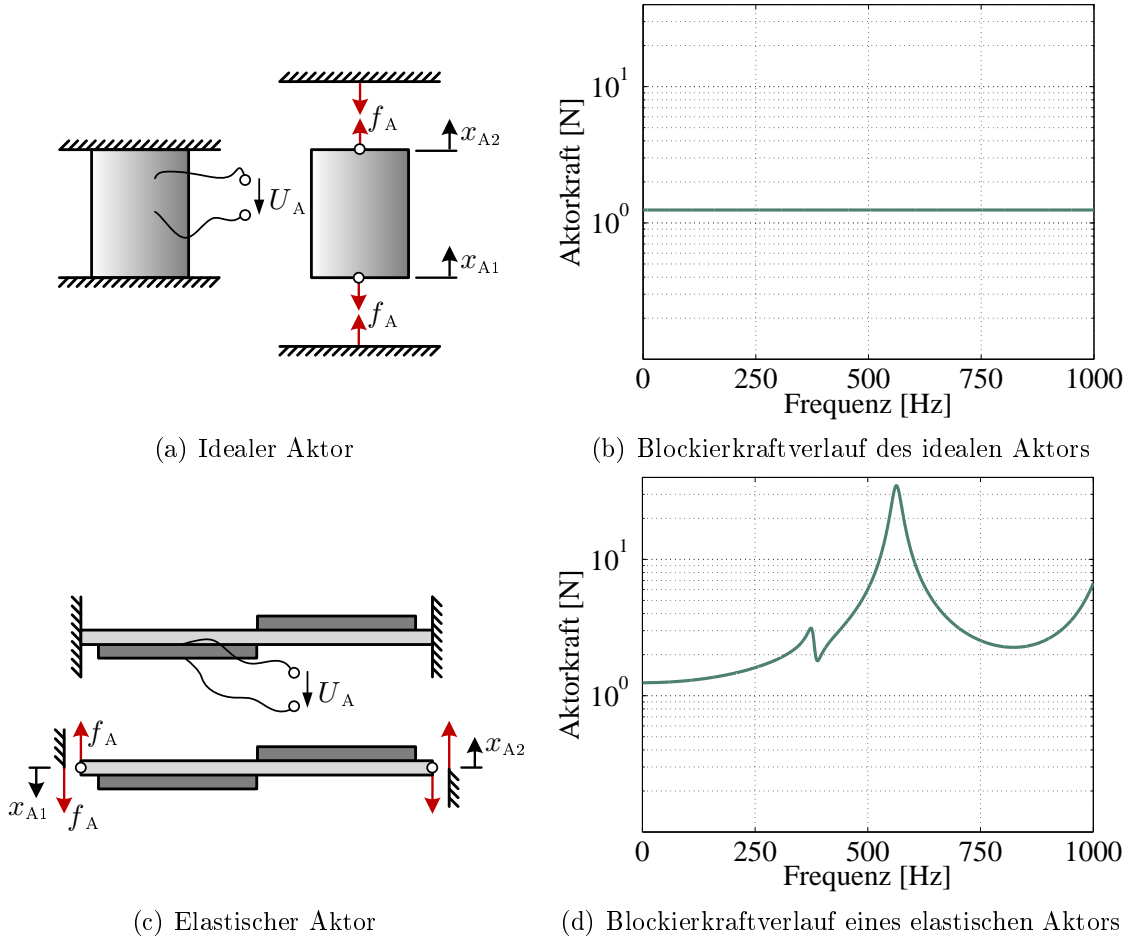 f_A
x_A2
U_A
x_A1
f_A
(a) Idealer Aktor
Aktorkraft [N]
10^1
10^0
0 250 500 750 1000
Frequenz [Hz]
(b) Blockierkraftverlauf des idealen Aktors
U_A
f_A
x_A2
x_A1
f_A
(c) Elastischer Aktor
Aktorkraft [N]
10^1
10^0
0 250 500 750 1000
Frequenz [Hz]
(d) Blockierkraftverlauf eines elastischen Aktors